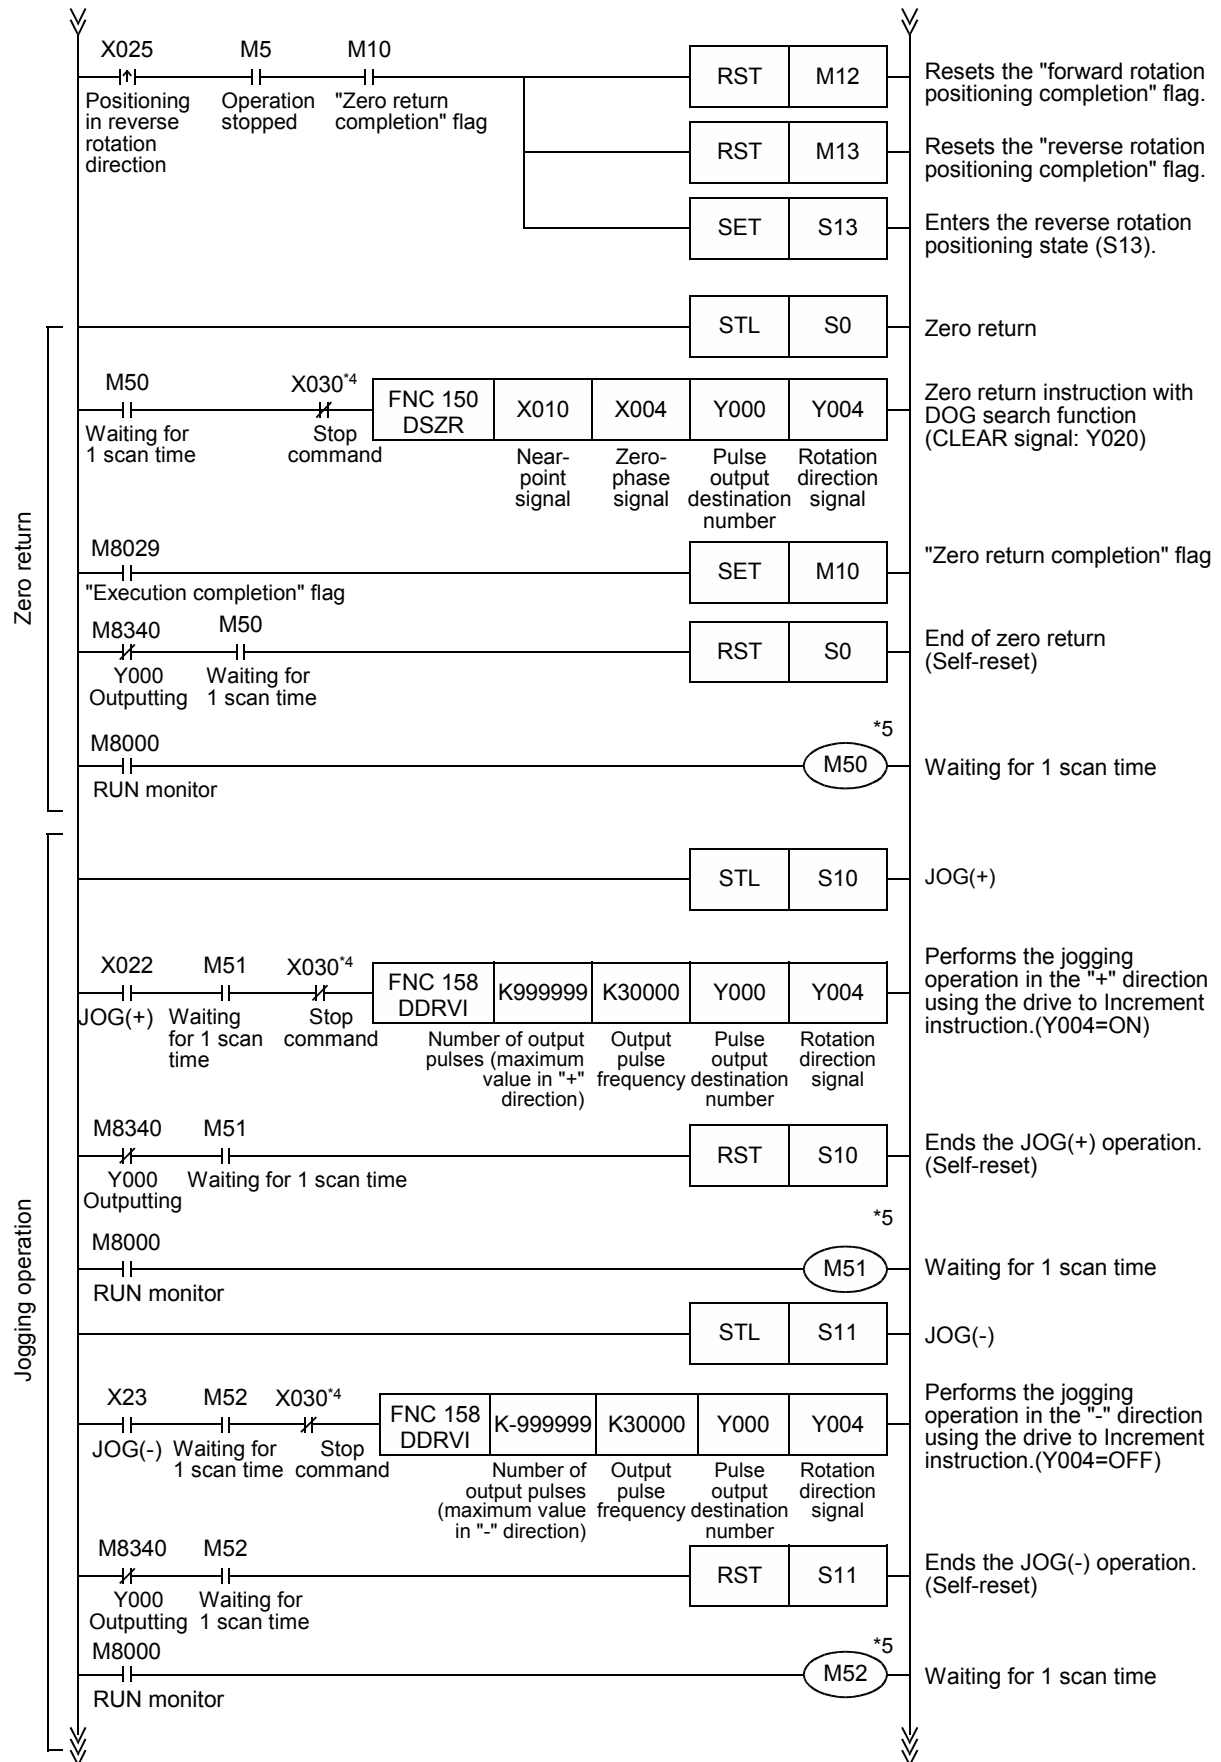 X025 M5 M10
Positioning in reverse rotation direction
Operation stopped
"Zero return completion" flag
RST M12
Resets the "forward rotation
positioning completion" flag.
RST M13
Resets the "reverse rotation
positioning completion" flag.
SET S13
Enters the reverse rotation
positioning state (S13).
Zero return
STL S0
Zero return
M50 X030*4
Waiting for
1 scan time
Stop
command
FNC 150
DSZR
X010 X004 Y000 Y004
Near-
point
signal
Zero-
phase
signal
Pulse
output
destination
number
Rotation
direction
signal
Zero return instruction with
DOG search function
(CLEAR signal: Y020)
M8029
"Execution completion" flag
SET M10
"Zero return completion" flag
M8340 M50
Y000
Outputting
Waiting for
1 scan time
RST S0
End of zero return
(Self-reset)
M8000
RUN monitor
*5
M50
Waiting for 1 scan time
Jogging operation
STL S10
JOG(+)
X022 M51 X030*4
JOG(+)
Waiting
for 1 scan
time
Stop
command
FNC 158
DDRVI
K999999 K30000 Y000 Y004
Number of output
pulses (maximum
value in "+"
direction)
Output
pulse
frequency
Pulse
output
destination
number
Rotation
direction
signal
Performs the jogging
operation in the "+" direction
using the drive to Increment
instruction.(Y004=ON)
M8340 M51
Y000
Outputting
Waiting for 1 scan time
RST S10
Ends the JOG(+) operation.
(Self-reset)
M8000
RUN monitor
*5
M51
Waiting for 1 scan time
STL S11
JOG(-)
X23 M52 X030*4
JOG(-)
Waiting for
1 scan time
Stop
command
FNC 158
DDRVI
K-999999 K30000 Y000 Y004
Number of
output pulses
(maximum value
in "-" direction)
Output
pulse
frequency
Pulse
output
destination
number
Rotation
direction
signal
Performs the jogging
operation in the "-" direction
using the drive to Increment
instruction.(Y004=OFF)
M8340 M52
Y000
Outputting
Waiting for
1 scan time
RST S11
Ends the JOG(-) operation.
(Self-reset)
M8000
RUN monitor
*5
M52
Waiting for 1 scan time